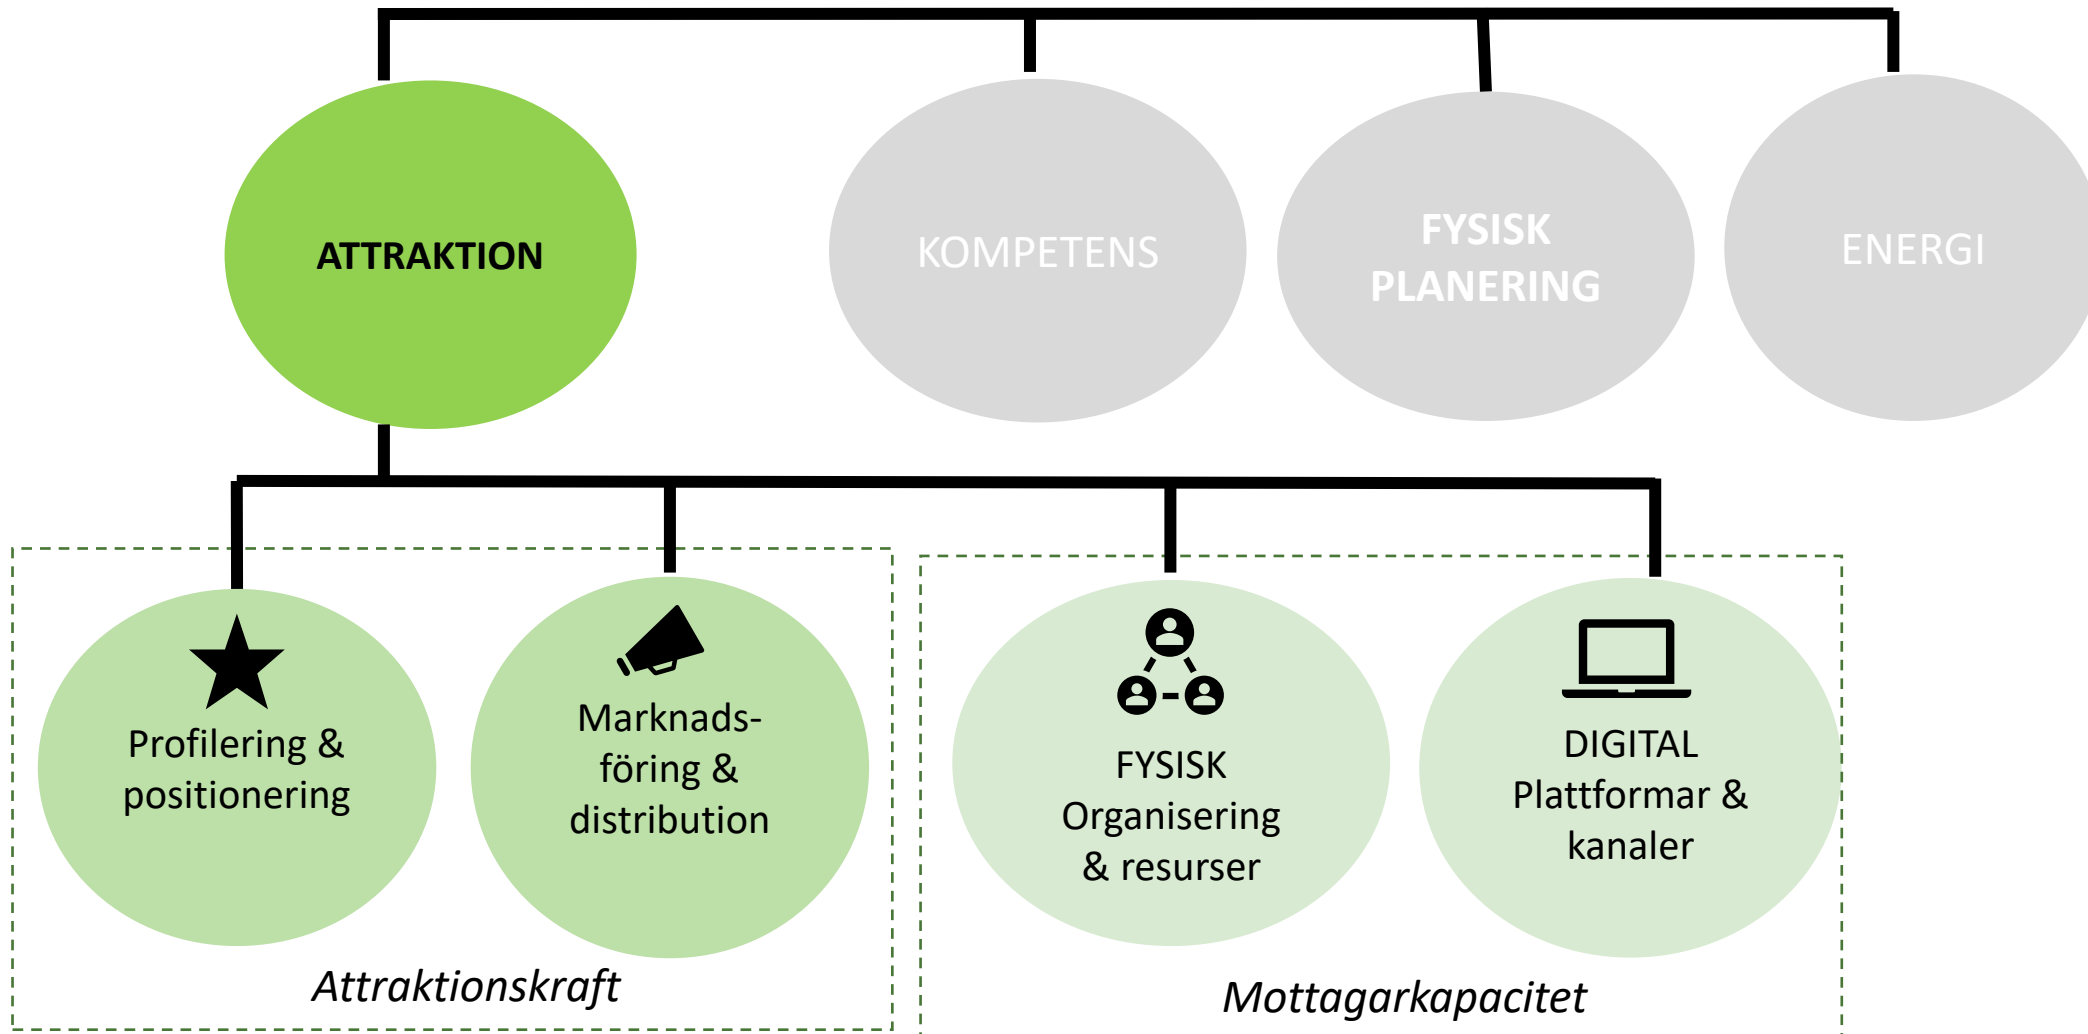 ATTRAKTION
KOMPETENS
FYSISK
PLANERING
ENERGI
Profilering &
positionering
Marknads-
föring &
distribution
FYSISK
Organisering
& resurser
DIGITAL
Plattformar &
kanaler
Attraktionskraft
Mottagarkapacitet